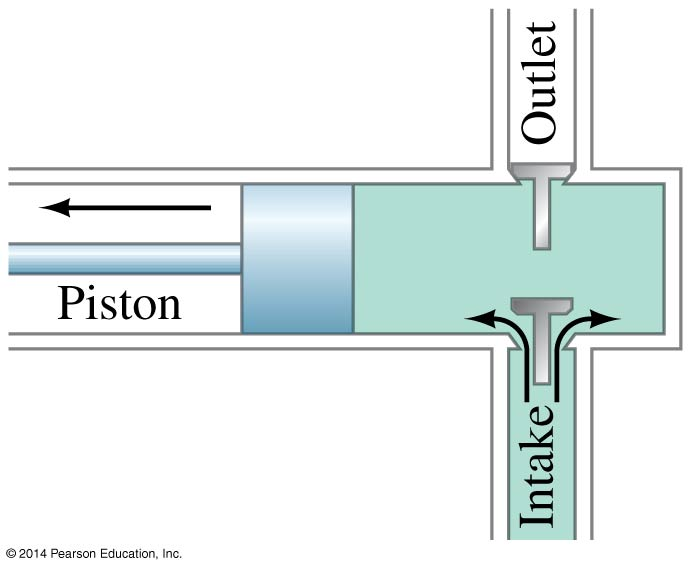 Outlet
Piston
Intake
© 2014 Pearson Education, Inc.